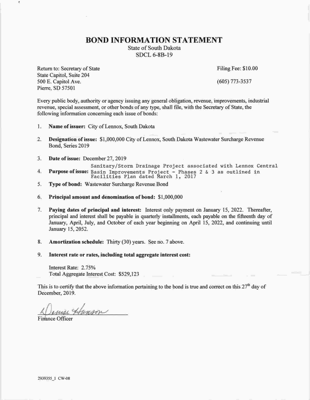 BOND INFORMATION STATEMENT
State of South Dakota
SDCL 6-8B-19
Return to: Secretary of State Filing Fee: $10.00
State Capitol, Suite 204
500 E. Capitol Ave. (605) 773-3537
Pierre, SD 57501
Every public body, authority or agency issuing any general obligation, revenue, improvements, industrial
revenue, special assessment, or other bonds of any type, shall file, with the Secretary of State, the
following information concerning each issue of bonds:
1. Name of issuer: City of Lennox, South Dakota
2. Designation of issue: $1,000,000 City of Lennox, South Dakota Wastewater Surcharge Revenue
Bond, Series 2019
3. Date of issue: December 27, 2019
Sanitary/Storm Drainage Project associated with Lennox Central
4. Purpose of issue: Basin Improvements Project - Phases 2 & 3 as outlined in
Facilities Plan dated March 1, 2017
5. Type of bond: Wastewater Surcharge Revenue Bond
6. Principal amount and denomination of bond: $1,000,000
7. Paying dates of principal and interest: Interest only payment on January 15, 2022. Thereafter,
principal and interest shall be payable in quarterly installments, each payable on the fifteenth day of
January, April, July, and October of each year beginning on April 15, 2022, and continuing until
January 15, 2052.
8. Amortization schedule: Thirty (30) years. See no. 7 above.
9. Interest rate or rates, including total aggregate interest cost:
Interest Rate: 2.75%
Total Aggregate Interest Cost: $529,123
This is to certify that the above information pertaining to the bond is true and correct on this 27th day of
December, 2019.
Finance Officer